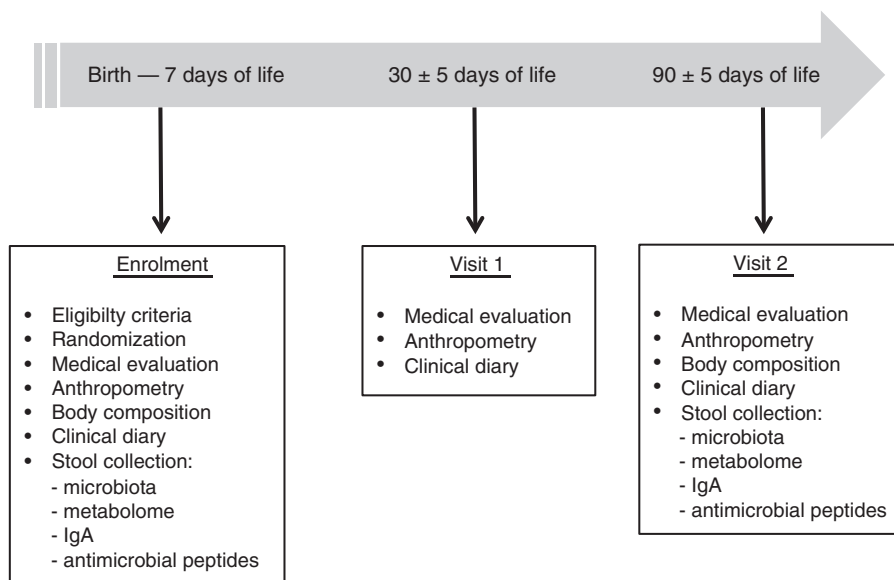 Birth — 7 days of life
30 ± 5 days of life
90 ± 5 days of life
Enrolment
• Eligibilty criteria
• Randomization
• Medical evaluation
• Anthropometry
• Body composition
• Clinical diary
• Stool collection:
- microbiota
- metabolome
- IgA
- antimicrobial peptides
Visit 1
• Medical evaluation
• Anthropometry
• Clinical diary
Visit 2
• Medical evaluation
• Anthropometry
• Body composition
• Clinical diary
• Stool collection:
- microbiota
- metabolome
- IgA
- antimicrobial peptides